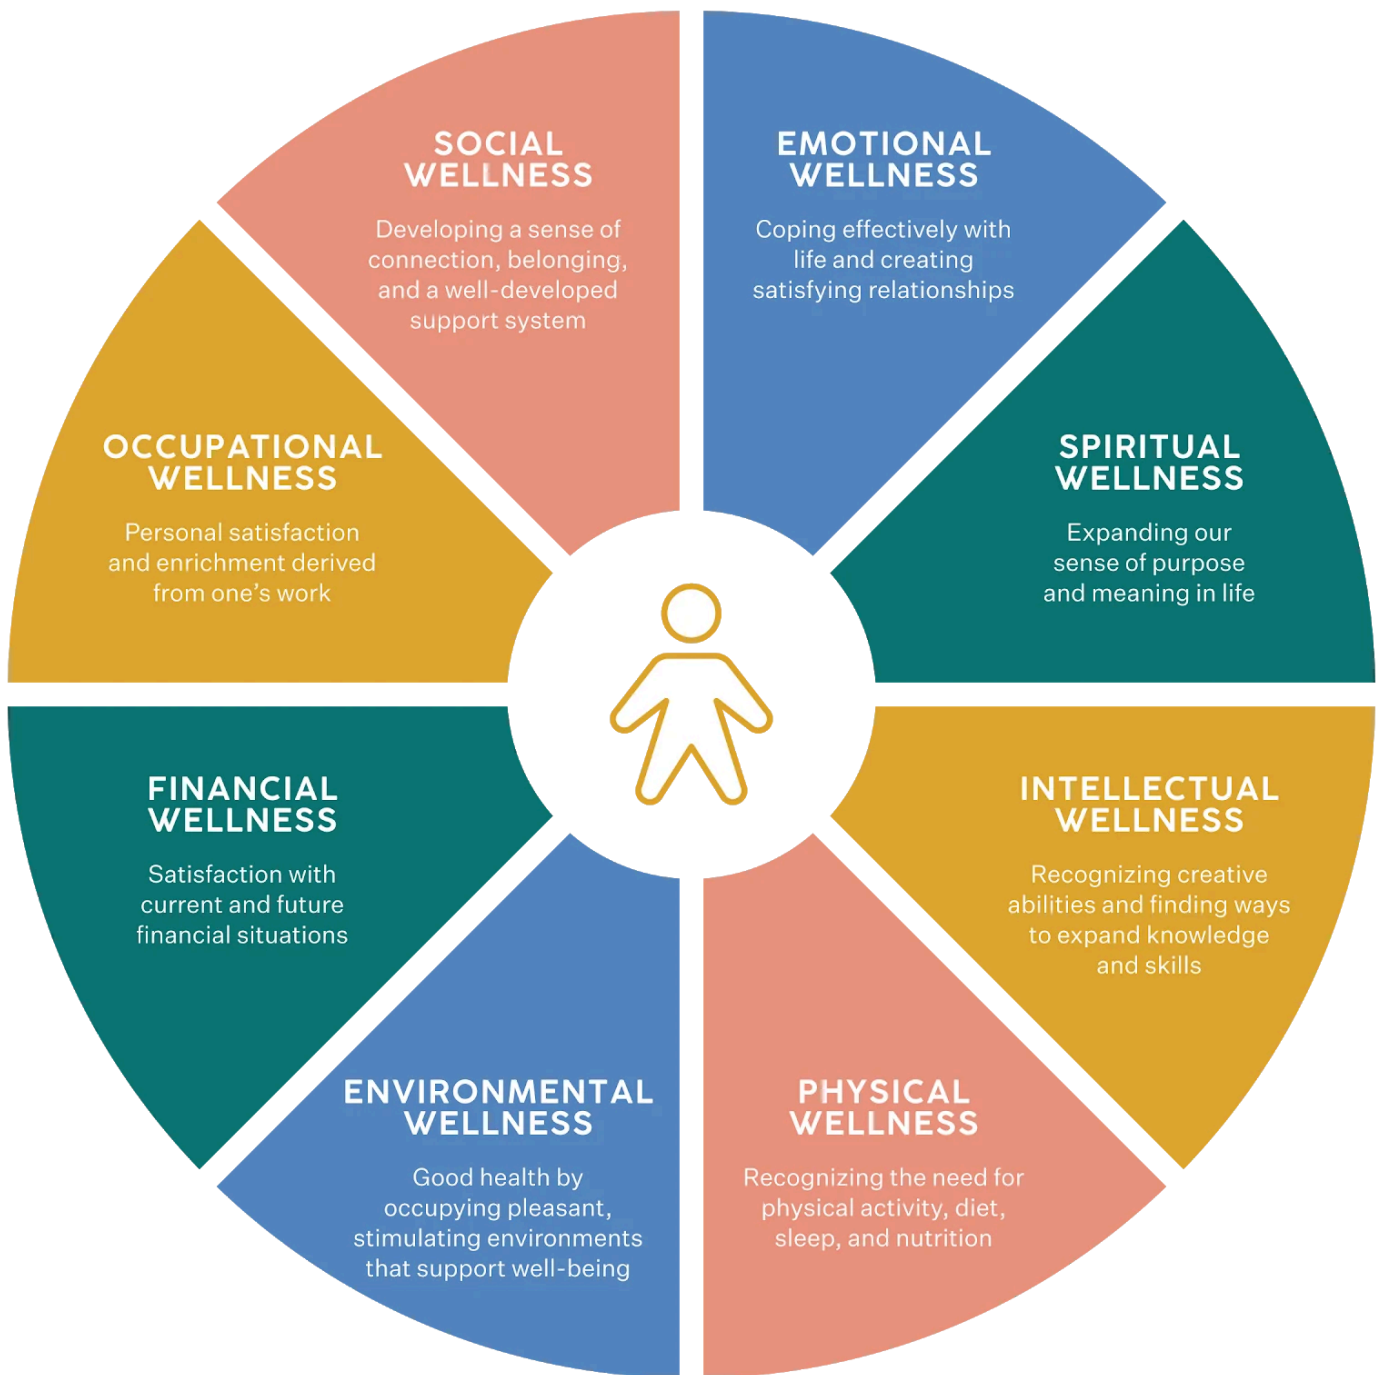 SOCIAL
WELLNESS
Developing a sense of
connection, belonging,
and a well-developed
support system
EMOTIONAL
WELLNESS
Coping effectively with
life and creating
satisfying relationships
OCCUPATIONAL
WELLNESS
Personal satisfaction
and enrichment derived
from one’s work
SPIRITUAL
WELLNESS
Expanding our
sense of purpose
and meaning in life
FINANCIAL
WELLNESS
Satisfaction with
current and future
financial situations
INTELLECTUAL
WELLNESS
Recognizing creative
abilities and finding ways
to expand knowledge
and skills
ENVIRONMENTAL
WELLNESS
Good health by
occupying pleasant,
stimulating environments
that support well-being
PHYSICAL
WELLNESS
Recognizing the need for
physical activity, diet,
sleep, and nutrition